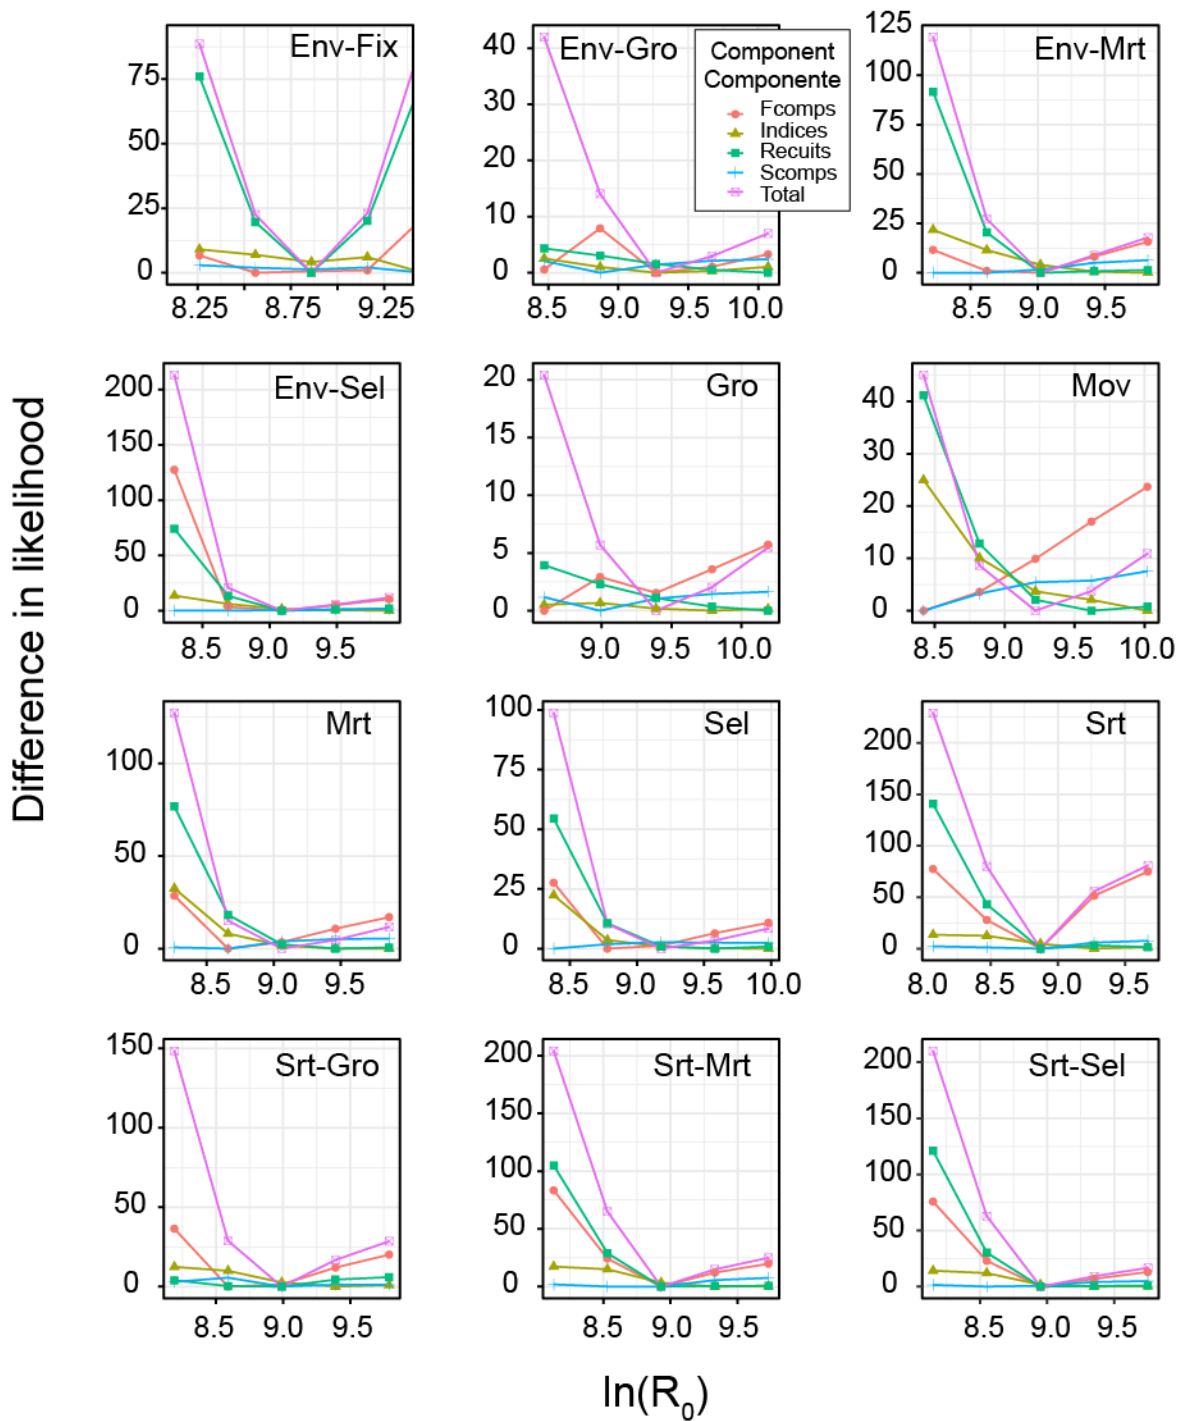 Env-Fix
75
50
25
0
8.25 8.75 9.25
Env-Gro
40
30
20
10
0
8.5 9.0 9.5 10.0
Component
Componente
Fcomps
Indices
Recuits
Scomps
Total
Env-Mrt
125
100
75
50
25
0
8.5 9.0 9.5
Env-Sel
200
150
100
50
0
8.5 9.0 9.5
Gro
20
15
10
5
0
9.0 9.5 10.0
Mov
40
30
20
10
0
8.5 9.0 9.5 10.0
Difference in likelihood
Mrt
100
50
0
8.5 9.0 9.5
Sel
100
75
50
25
0
8.5 9.0 9.5 10.0
Srt
200
150
100
50
0
8.0 8.5 9.0 9.5
Srt-Gro
150
100
50
0
8.5 9.0 9.5
Srt-Mrt
200
150
100
50
0
8.5 9.0 9.5
Srt-Sel
200
150
100
50
0
8.5 9.0 9.5
ln(R₀)